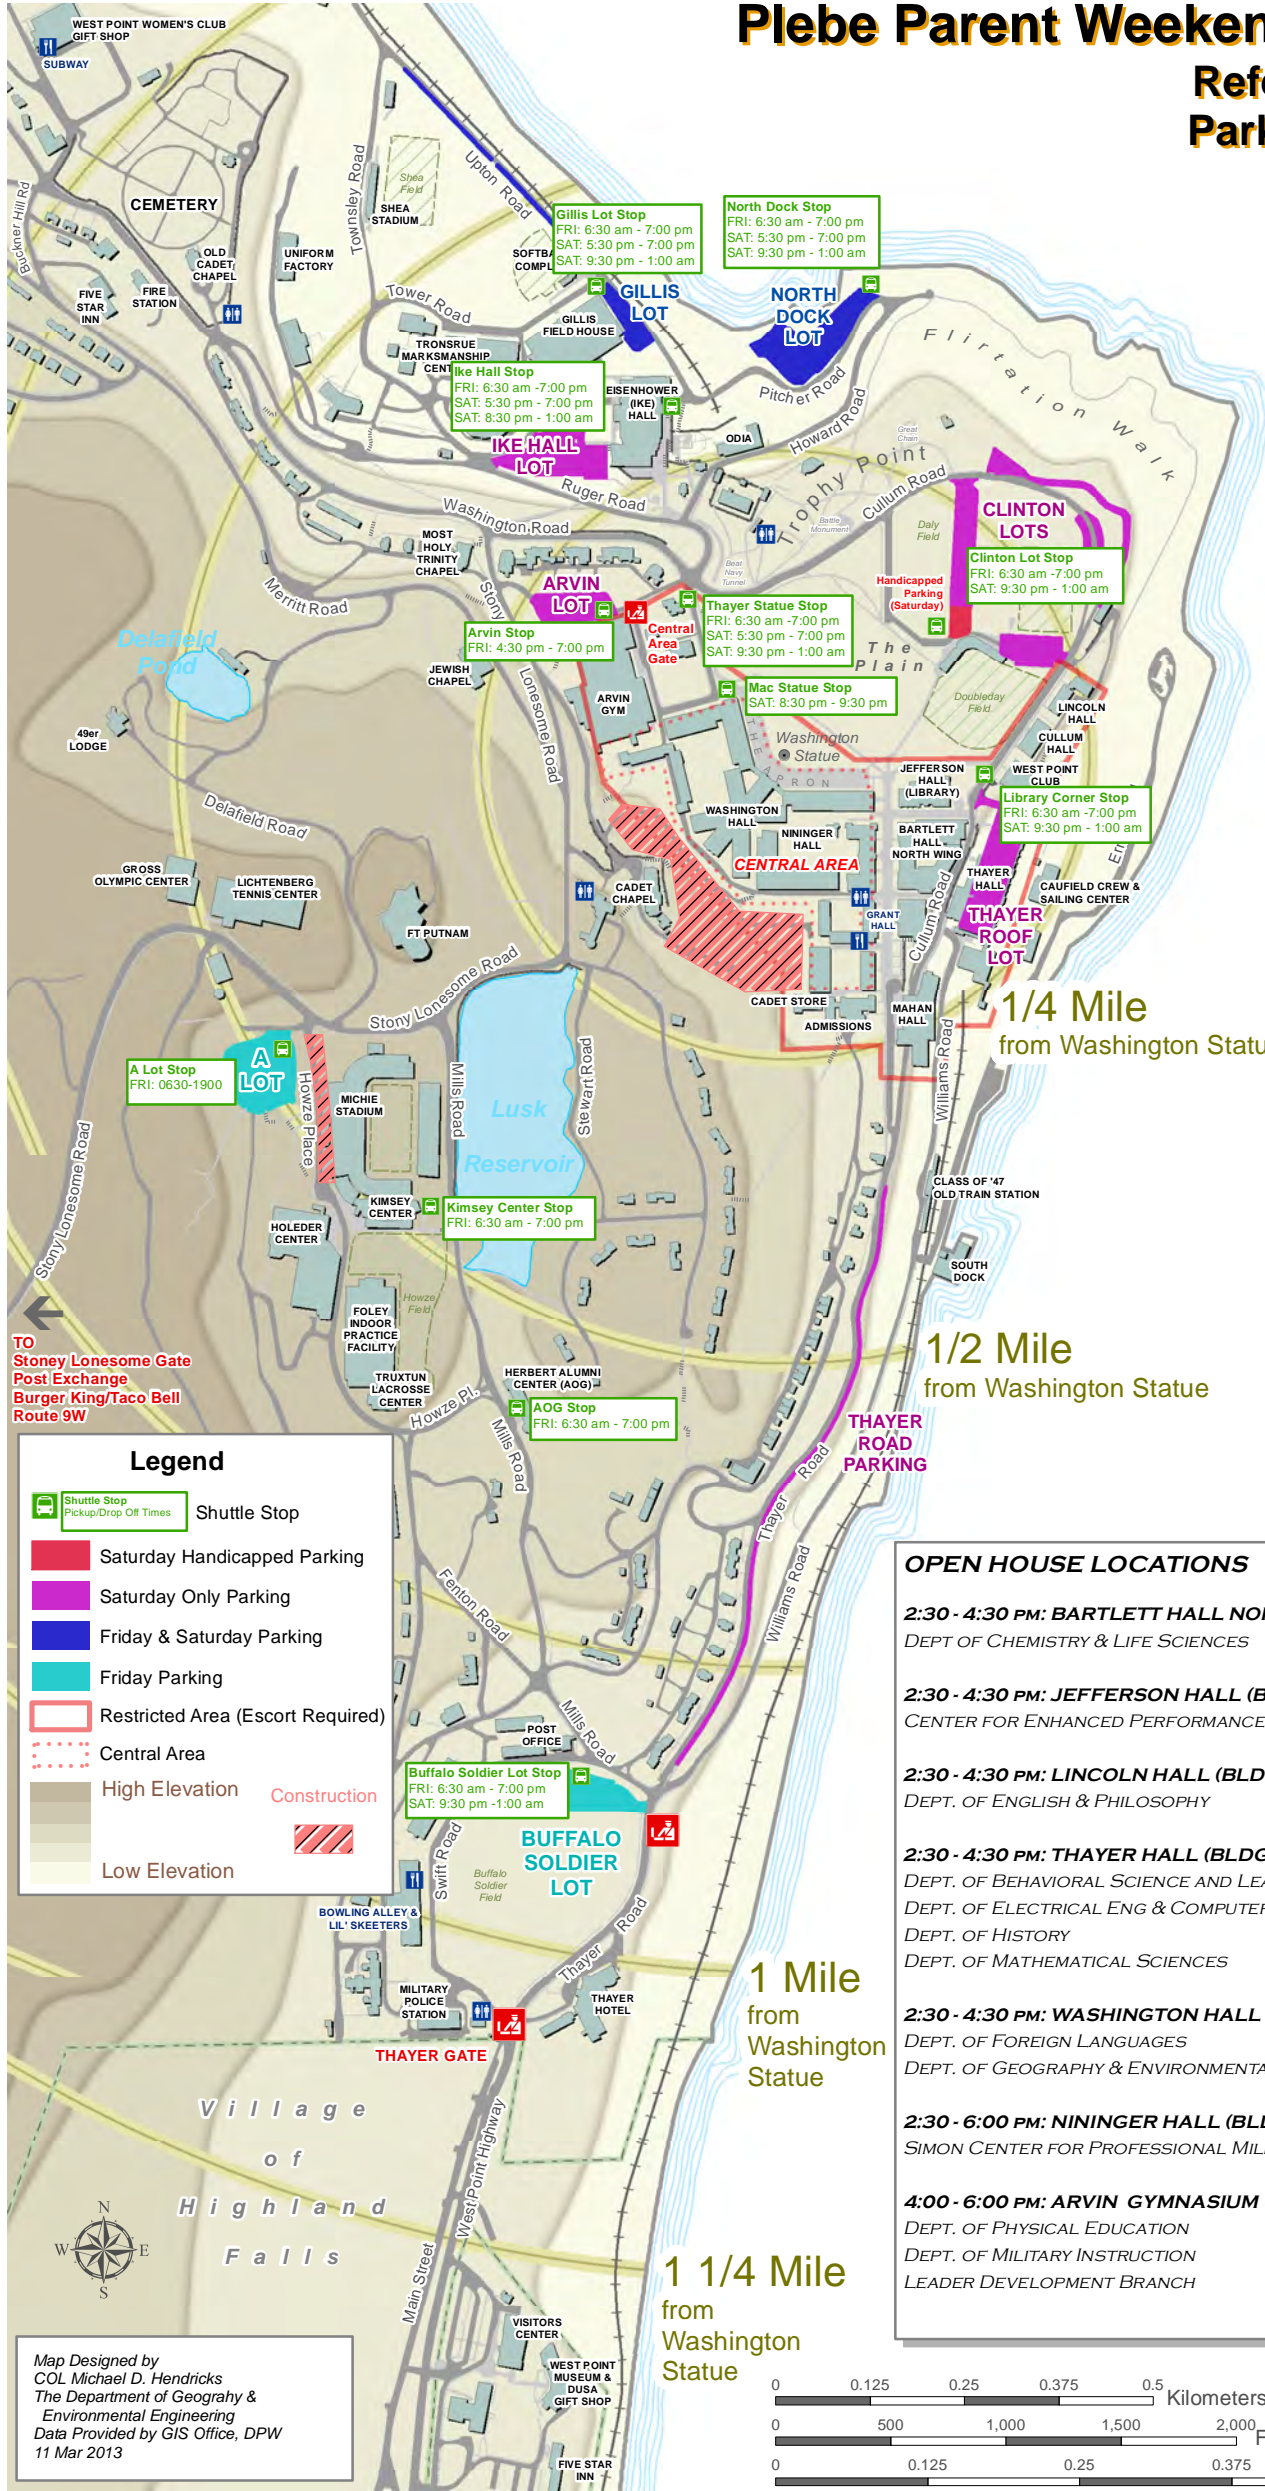 Plebe Parent Weeken
Refe
Park
WEST POINT WOMEN'S CLUB
GIFT SHOP
SUBWAY
CEMETERY
Buckner Hill Rd
Townsley Road
Upton Road
Shea
Field
SHEA
STADIUM
OLD
CADET
CHAPEL
UNIFORM
FACTORY
FIVE
STAR
INN
FIRE
STATION
SOFTBA
COMPL
Gillis Lot Stop
FRI: 6:30 am - 7:00 pm
SAT: 5:30 pm - 7:00 pm
SAT: 9:30 pm - 1:00 am
North Dock Stop
FRI: 6:30 am - 7:00 pm
SAT: 5:30 pm - 7:00 pm
SAT: 9:30 pm - 1:00 am
GILLIS
LOT
NORTH
DOCK
LOT
Tower Road
GILLIS
FIELD HOUSE
TRONSRUE
MARKSMANSHIP
CENT
Ike Hall Stop
FRI: 6:30 am -7:00 pm
SAT: 5:30 pm - 7:00 pm
SAT: 8:30 pm - 1:00 am
EISENHOWER
(IKE)
HALL
Pitcher Road
Howard Road
Flirtation Walk
ODIA
Great
Chain
IKE HALL
LOT
Ruger Road
Trophy Point
Cullum Road
Washington Road
Battle
Monument
Daly
Field
CLINTON
LOTS
MOST
HOLY
TRINITY
CHAPEL
Beat
Navy
Tunnel
Clinton Lot Stop
FRI: 6:30 am -7:00 pm
SAT: 9:30 pm - 1:00 am
Handicapped
Parking
(Saturday)
Merritt Road
ARVIN
LOT
Central
Area
Gate
Thayer Statue Stop
FRI: 6:30 am -7:00 pm
SAT: 5:30 pm - 7:00 pm
SAT: 9:30 pm - 1:00 am
Arvin Stop
FRI: 4:30 pm - 7:00 pm
Delafield
Pond
The
Plain
JEWISH
CHAPEL
Stony
Lonesome Road
ARVIN
GYM
Mac Statue Stop
SAT: 8:30 pm - 9:30 pm
Doubleday
Field
LINCOLN
HALL
CULLUM
HALL
49er
LODGE
Washington
Statue
THE APRON
JEFFERSON
HALL
(LIBRARY)
WEST POINT
CLUB
Library Corner Stop
FRI: 6:30 am -7:00 pm
SAT: 9:30 pm - 1:00 am
Delafield Road
WASHINGTON
HALL
NININGER
HALL
BARTLETT
HALL
NORTH WING
CENTRAL AREA
GROSS
OLYMPIC CENTER
LICHTENBERG
TENNIS CENTER
CADET
CHAPEL
THAYER
HALL
CAUFIELD CREW &
SAILING CENTER
GRANT
HALL
THAYER
ROOF
LOT
FT PUTNAM
Cullum Road
CADET STORE
ADMISSIONS
MAHAN
HALL
1/4 Mile
from Washington Statu
Stony Lonesome Road
A Lot Stop
FRI: 0630-1900
A
LOT
Howze Place
MICHIE
STADIUM
Mills Road
Lusk
Reservoir
Stewart Road
Williams Road
Stony Lonesome Road
CLASS OF '47
OLD TRAIN STATION
KIMSEY
CENTER
Kimsey Center Stop
FRI: 6:30 am - 7:00 pm
HOLEDER
CENTER
SOUTH
DOCK
Howze
Field
FOLEY
INDOOR
PRACTICE
FACILITY
TO
Stoney Lonesome Gate
Post Exchange
Burger King/Taco Bell
Route 9W
1/2 Mile
from Washington Statue
TRUXTUN
LACROSSE
CENTER
HERBERT ALUMNI
CENTER (AOG)
AOG Stop
FRI: 6:30 am - 7:00 pm
Howze Pl.
Mills Road
THAYER
ROAD
PARKING
Thayer Road
Williams Road
Legend
Shuttle Stop
Pickup/Drop Off Times
Shuttle Stop
Saturday Handicapped Parking
Saturday Only Parking
Friday & Saturday Parking
Friday Parking
Restricted Area (Escort Required)
Central Area
High Elevation
Construction
Low Elevation
Fenton Road
Mills Road
POST
OFFICE
Buffalo Soldier Lot Stop
FRI: 6:30 am - 7:00 pm
SAT: 9:30 pm -1:00 am
BUFFALO
SOLDIER
LOT
Swift Road
Buffalo
Soldier
Field
BOWLING ALLEY &
LIL' SKEETERS
Thayer Road
MILITARY
POLICE
STATION
THAYER
HOTEL
THAYER GATE
1 Mile
from
Washington
Statue
OPEN HOUSE LOCATIONS
2:30 - 4:30 PM: BARTLETT HALL NOR
DEPT OF CHEMISTRY & LIFE SCIENCES
2:30 - 4:30 PM: JEFFERSON HALL (B
CENTER FOR ENHANCED PERFORMANCE
2:30 - 4:30 PM: LINCOLN HALL (BLD
DEPT. OF ENGLISH & PHILOSOPHY
2:30 - 4:30 PM: THAYER HALL (BLDG
DEPT. OF BEHAVIORAL SCIENCE AND LEA
DEPT. OF ELECTRICAL ENG & COMPUTER
DEPT. OF HISTORY
DEPT. OF MATHEMATICAL SCIENCES
2:30 - 4:30 PM: WASHINGTON HALL
DEPT. OF FOREIGN LANGUAGES
DEPT. OF GEOGRAPHY & ENVIRONMENTA
2:30 - 6:00 PM: NININGER HALL (BLD
SIMON CENTER FOR PROFESSIONAL MIL
4:00 - 6:00 PM: ARVIN GYMNASIUM
DEPT. OF PHYSICAL EDUCATION
DEPT. OF MILITARY INSTRUCTION
LEADER DEVELOPMENT BRANCH
Village
of
Highland
Falls
West Point Highway
Main Street
N
W E
S
1 1/4 Mile
from
Washington
Statue
VISITORS
CENTER
WEST POINT
MUSEUM &
DUSA
GIFT SHOP
FIVE STAR
INN
Map Designed by
COL Michael D. Hendricks
The Department of Geograhy &
Environmental Engineering
Data Provided by GIS Office, DPW
11 Mar 2013
0 0.125 0.25 0.375 0.5 Kilometers
0 500 1,000 1,500 2,000 F
0 0.125 0.25 0.375